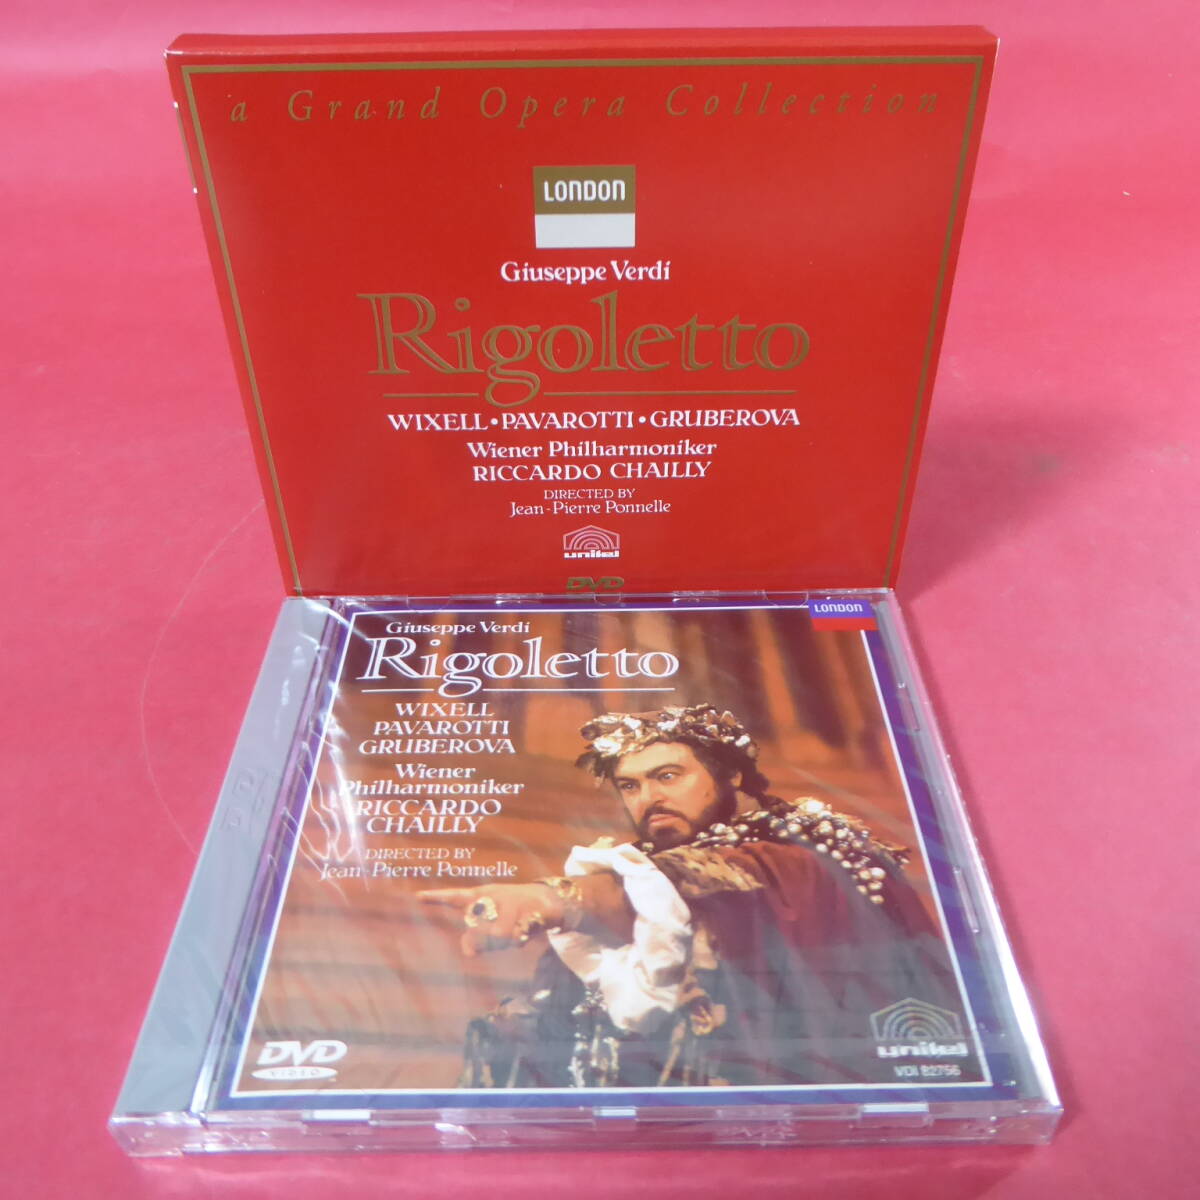 a Grand Opera Collection
LONDON
Giuseppe Verdi
Rigoletto
WIXELL • PAVAROTTI • GRUBEROVA
Wiener Philharmoniker
RICCARDO CHAILLY
DIRECTED BY
Jean-Pierre Ponnelle
unitel
DVD
LONDON
Giuseppe Verdi
Rigoletto
WIXELL
PAVAROTTI
GRUBEROVA
Wiener
Philharmoniker
RICCARDO
CHAILLY
DIRECTED BY
Jean-Pierre Ponnelle
DVD
VIDEO
unitel
VDI 82756